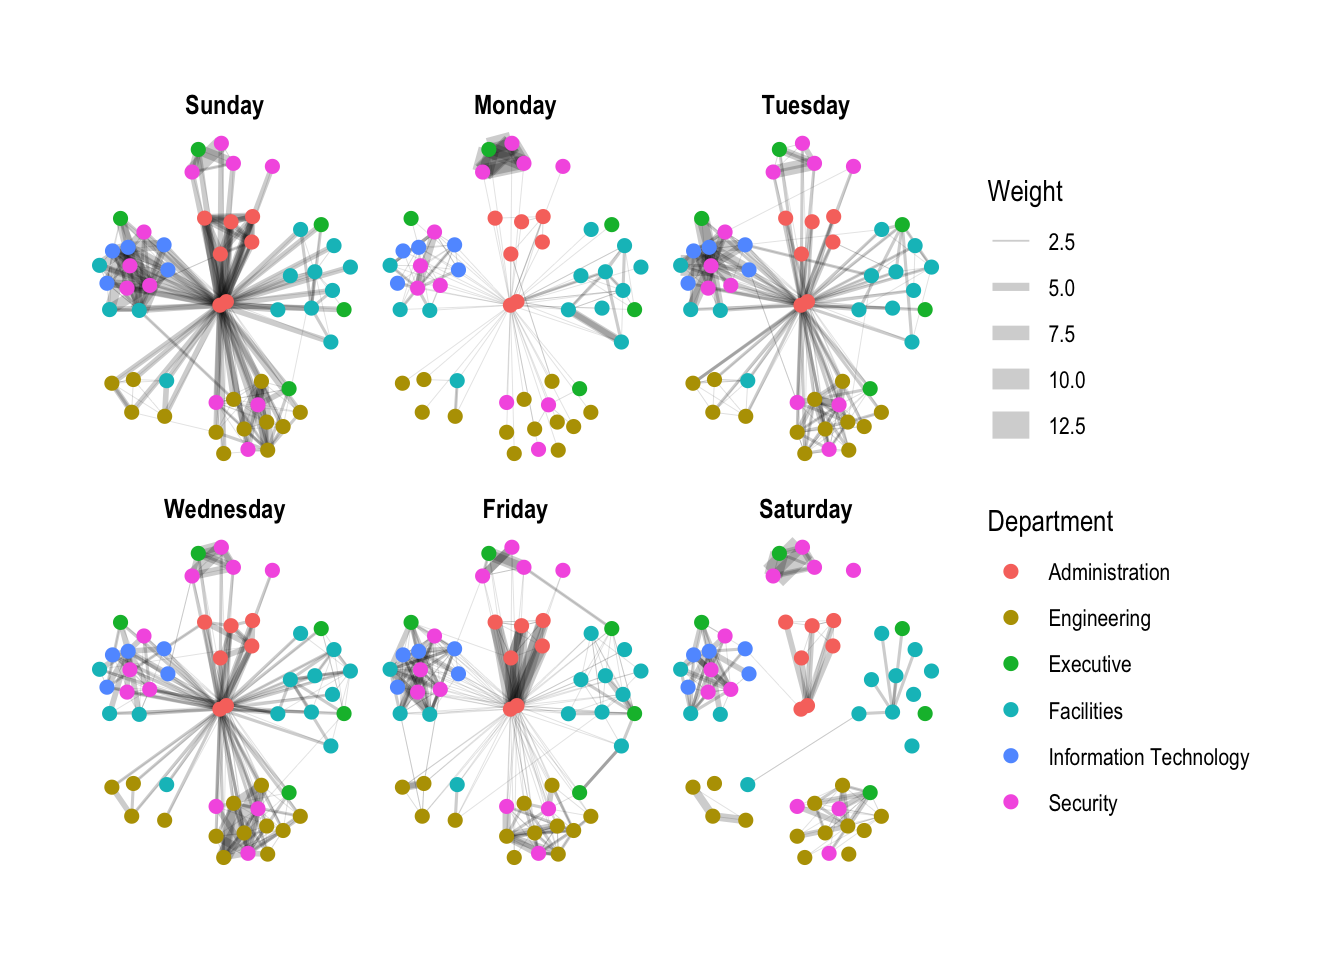 Sunday
Monday
Tuesday
Wednesday
Friday
Saturday
Weight
2.5
5.0
7.5
10.0
12.5
Department
Administration
Engineering
Executive
Facilities
Information Technology
Security